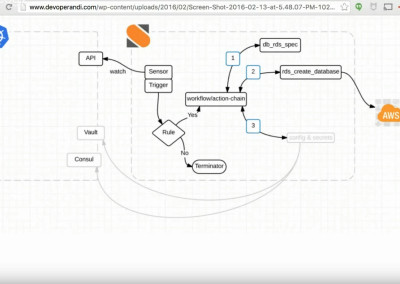 www.devoperandi.com/wp-content/uploads/2016/02/Screen-Shot-2016-02-13-at-5.48.07-PM-102...
db_rds_spec
1
API
watch
Sensor
Trigger
2
rds_create_database
workflow/action-chain
AWS
Yes
Rule
3
Vault
config & secrets
No
Consul
Terminator